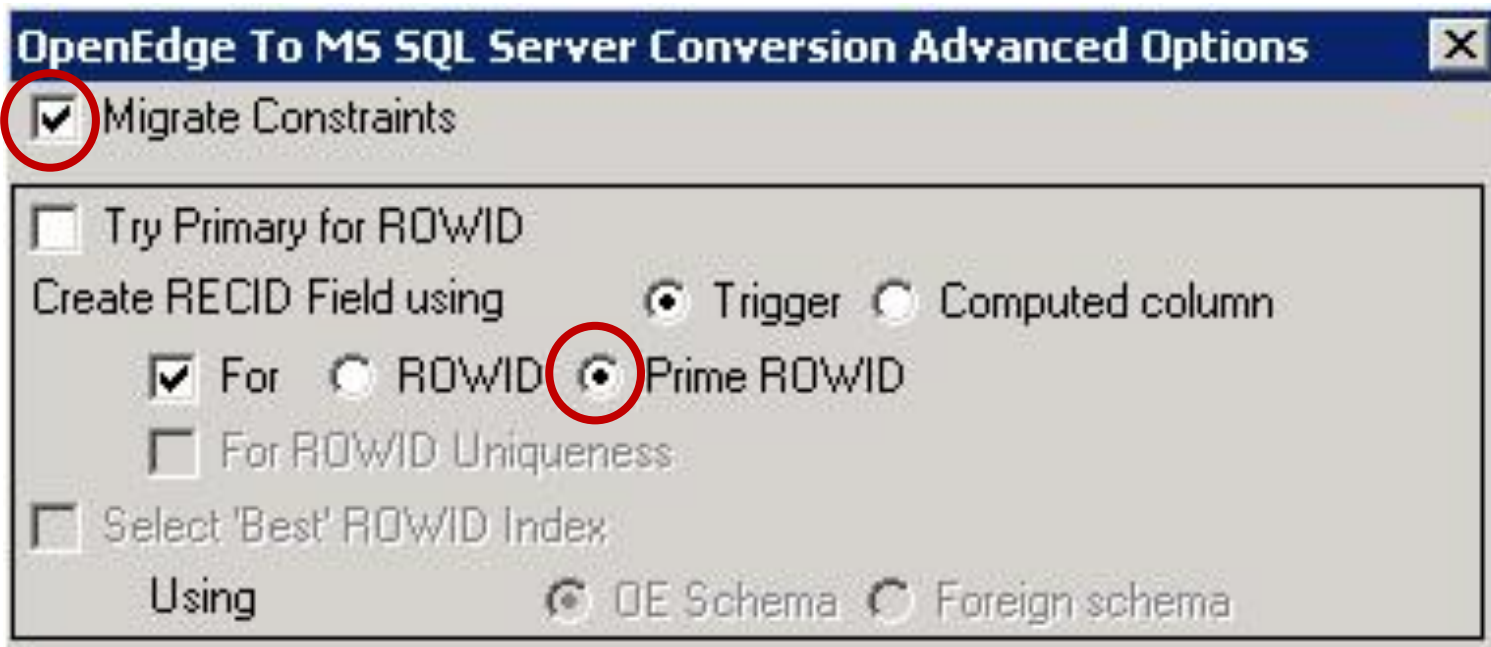 OpenEdge To MS SQL Server Conversion Advanced Options
Migrate Constraints
Try Primary for ROWID
Create RECID Field using Trigger Computed column
For ROWID Prime ROWID
For ROWID Uniqueness
Select 'Best' ROWID Index
Using OE Schema Foreign schema